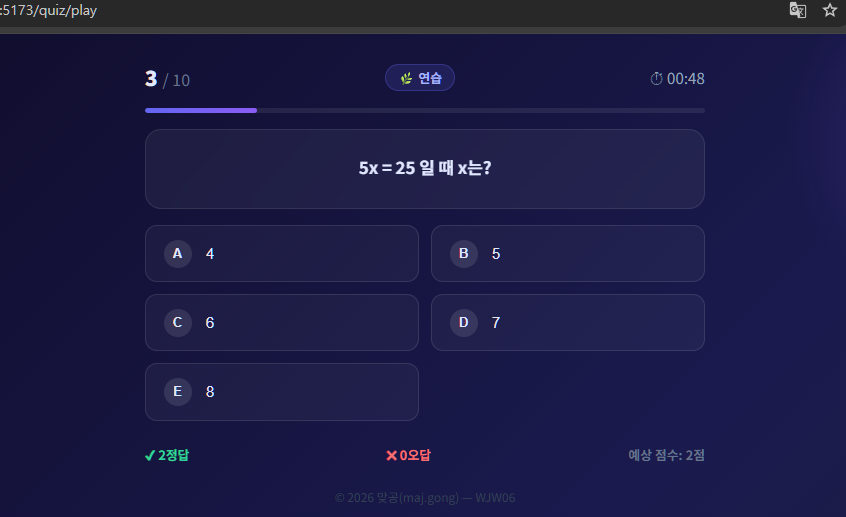 :5173/quiz/play
3 / 10
🌿 연습
⏱ 00:48
5x = 25 일 때 x는?
A 4
B 5
C 6
D 7
E 8
✔ 2정답
❌ 0오답
예상 점수: 2점
© 2026 맞공(maj.gong) — WJW06